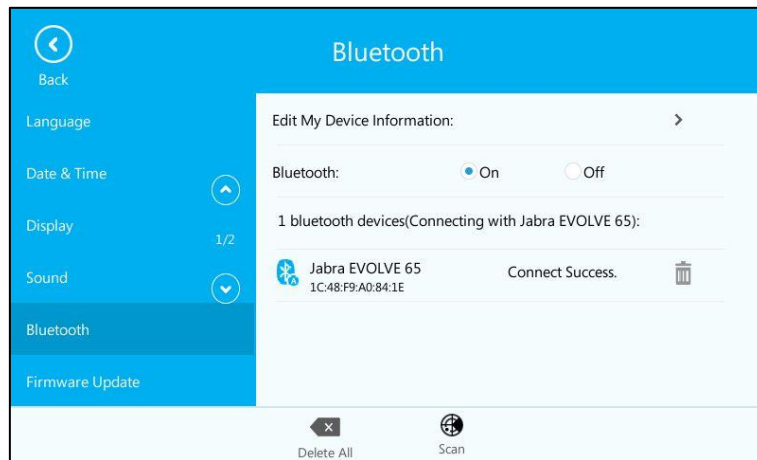 Bluetooth
Back
Language
Date & Time
Display
1/2
Sound
Bluetooth
Firmware Update
Edit My Device Information:
Bluetooth: On Off
1 bluetooth devices(Connecting with Jabra EVOLVE 65):
Jabra EVOLVE 65 Connect Success.
1C:48:F9:A0:84:1E
Delete All Scan